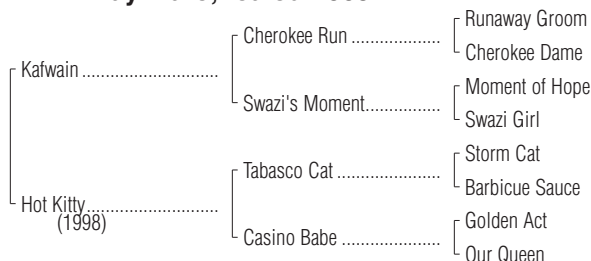 Runaway Groom
Cherokee Run ....................
Cherokee Dame
Kafwain ...............................
Moment of Hope
Swazi's Moment.................
Swazi Girl
Storm Cat
Tabasco Cat .......................
Barbicue Sauce
Hot Kitty..............................
(1998)
Golden Act
Casino Babe ......................
Our Queen